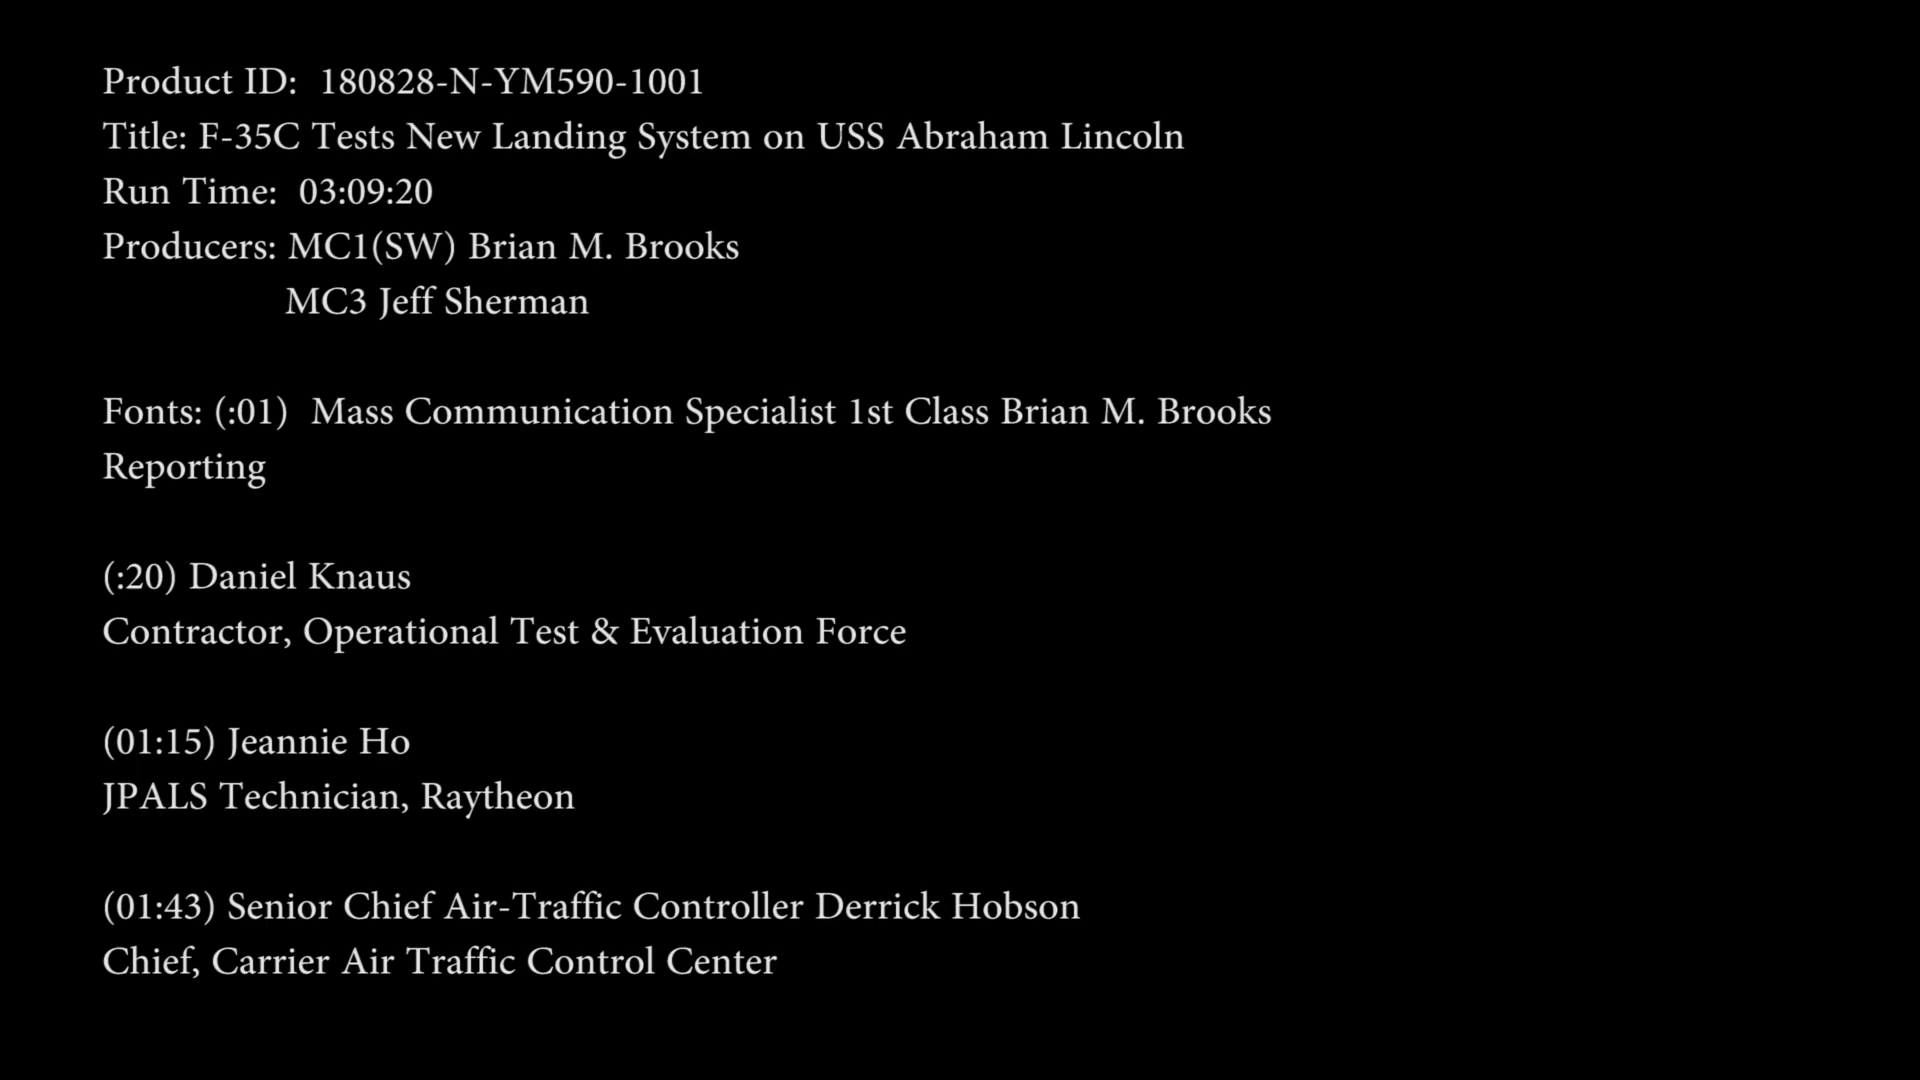 Product ID:  180828-N-YM590-1001
Title: F-35C Tests New Landing System on USS Abraham Lincoln
Run Time:  03:09:20
Producers: MC1(SW) Brian M. Brooks
MC3 Jeff Sherman
Fonts: (:01)  Mass Communication Specialist 1st Class Brian M. Brooks
Reporting
(:20) Daniel Knaus
Contractor, Operational Test & Evaluation Force
(01:15) Jeannie Ho
JPALS Technician, Raytheon
(01:43) Senior Chief Air-Traffic Controller Derrick Hobson
Chief, Carrier Air Traffic Control Center